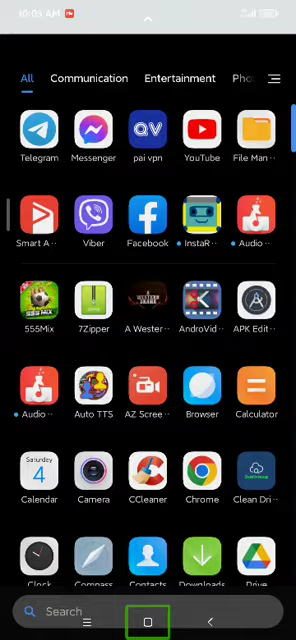 10:05 AM
All Communication Entertainment Pho
Telegram Messenger pai vpn YouTube File Man··
Smart A·· Viber Facebook InstaR·· Audio··
555Mix 7Zipper A Wester·· AndroVid·· APK Edit··
Audio·· Auto TTS AZ Scree·· Browser Calculator
Saturday
4
Calendar Camera CCleaner Chrome Clean Dri··
Clock Compass Contacts Downloads Drive
Search